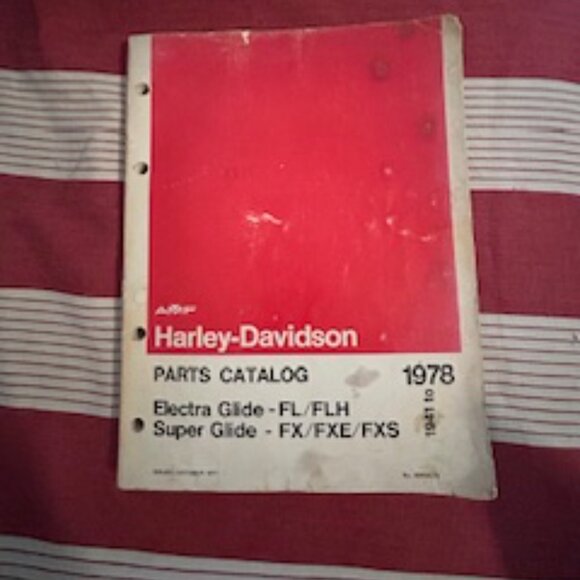 AMF
Harley-Davidson
PARTS CATALOG
1978
1941 to
Electra Glide - FL/FLH
Super Glide - FX/FXE/FXS